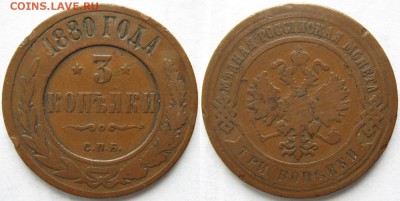 COINS.LAVE.RU
1880 ГОДА
3
КОПѢЙКИ
С.П.Б.
МѢДНАЯ РОССІЙСКАЯ МОНЕТА
ТРИ КОПѢЙКИ